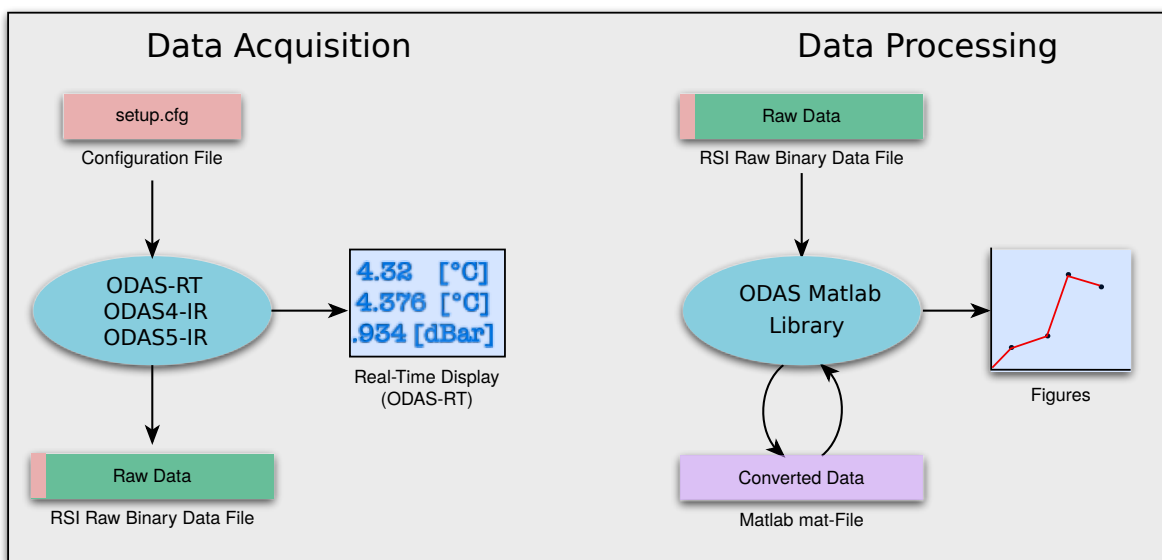 Data Acquisition
setup.cfg
Configuration File
ODAS-RT
ODAS4-IR
ODAS5-IR
4.32 [°C]
4.376 [°C]
.934 [dBar]
Real-Time Display
(ODAS-RT)
Raw Data
RSI Raw Binary Data File
Data Processing
Raw Data
RSI Raw Binary Data File
ODAS Matlab
Library
Figures
Converted Data
Matlab mat-File